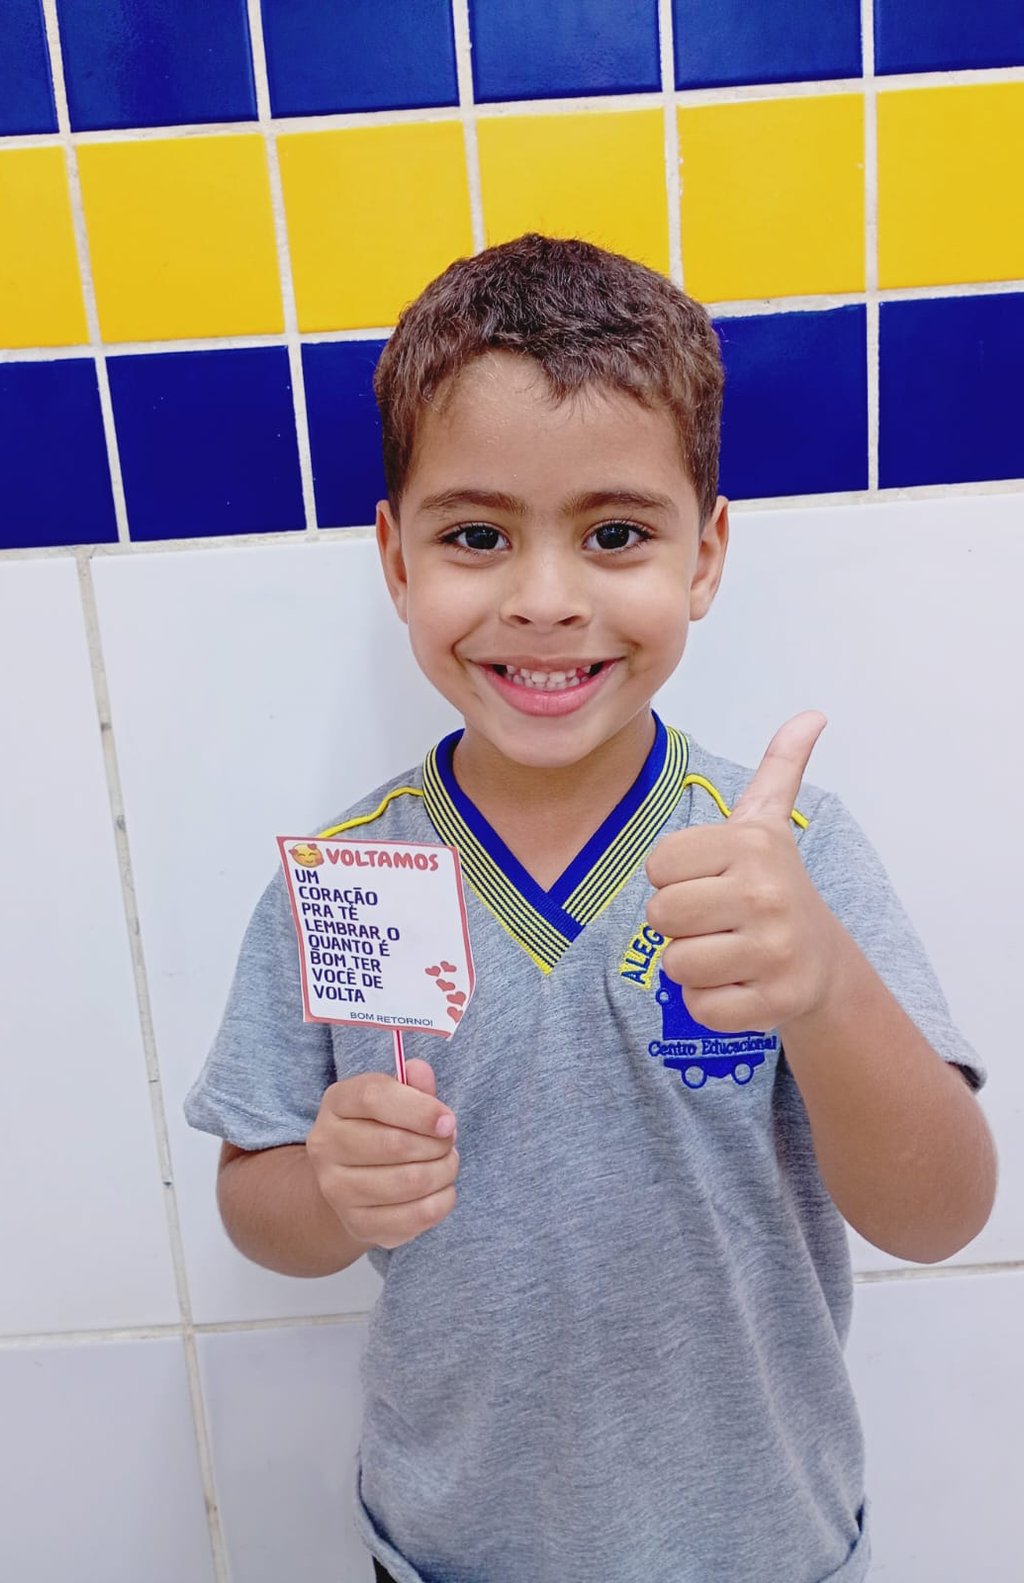 VOLTAMOS
UM
CORAÇÃO
PRA TE
LEMBRAR O
QUANTO É
BOM TER
VOCÊ DE
VOLTA
BOM RETORNO!
Centro Educacional